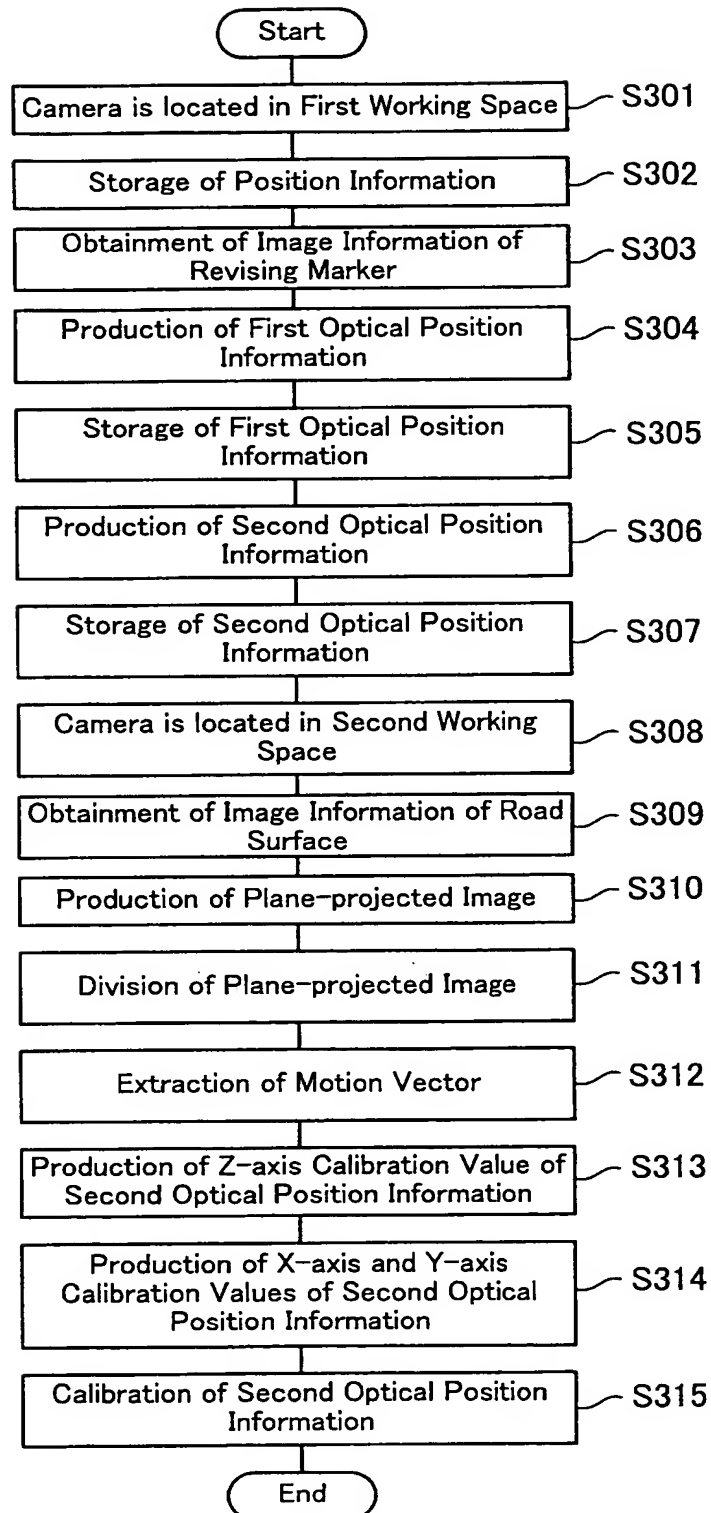 Start
Camera is located in First Working Space
S301
Storage of Position Information
S302
Obtainment of Image Information of
Revising Marker
S303
Production of First Optical Position
Information
S304
Storage of First Optical Position
Information
S305
Production of Second Optical Position
Information
S306
Storage of Second Optical Position
Information
S307
Camera is located in Second Working
Space
S308
Obtainment of Image Information of Road
Surface
S309
Production of Plane-projected Image
S310
Division of Plane-projected Image
S311
Extraction of Motion Vector
S312
Production of Z-axis Calibration Value of
Second Optical Position Information
S313
Production of X-axis and Y-axis
Calibration Values of Second Optical
Position Information
S314
Calibration of Second Optical Position
Information
S315
End